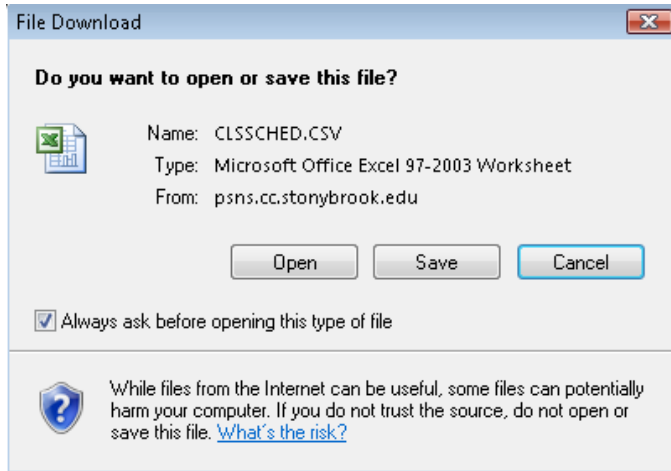 File Download
Do you want to open or save this file?
Name: CLSSCHED.CSV
Type: Microsoft Office Excel 97-2003 Worksheet
From: psns.cc.stonybrook.edu
Open Save Cancel
Always ask before opening this type of file
While files from the Internet can be useful, some files can potentially
harm your computer. If you do not trust the source, do not open or
save this file. What's the risk?